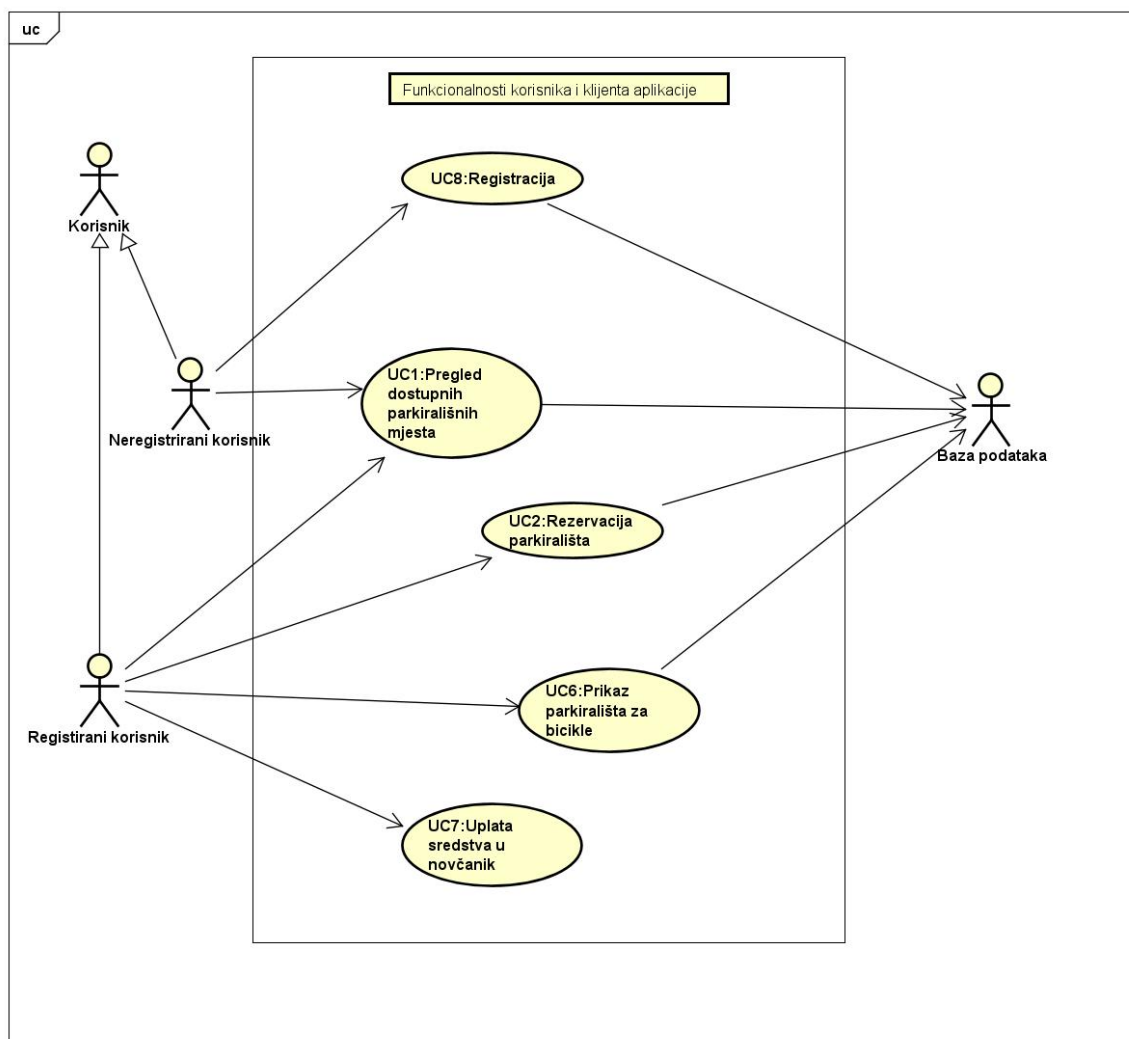 uc
Funkcionalnosti korisnika i klijenta aplikacije
UC8:Registracija
Korisnik
UC1:Pregled
dostupnih
parkirališnih
mjesta
Neregistrirani korisnik
Baza podataka
UC2:Rezervacija
parkirališta
UC6:Prikaz
parkirališta za
bicikle
Registirani korisnik
UC7:Uplata
sredstva u
novčanik